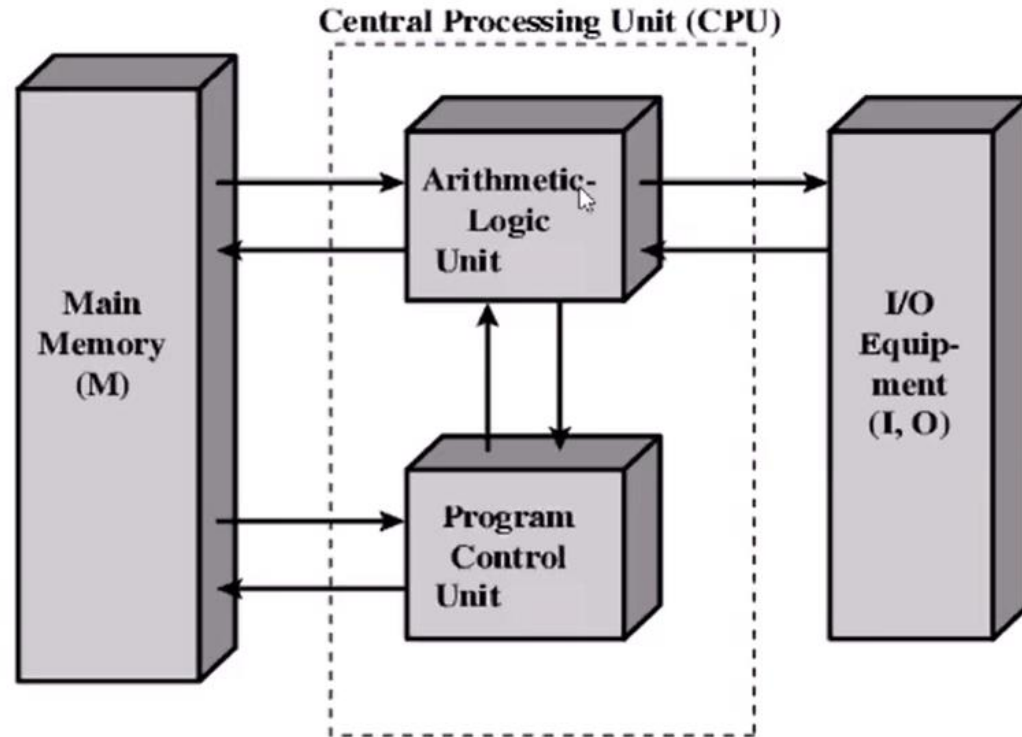 Central Processing Unit (CPU)
Main
Memory
(M)
Arithmetic-
Logic
Unit
Program
Control
Unit
I/O
Equip-
ment
(I, O)